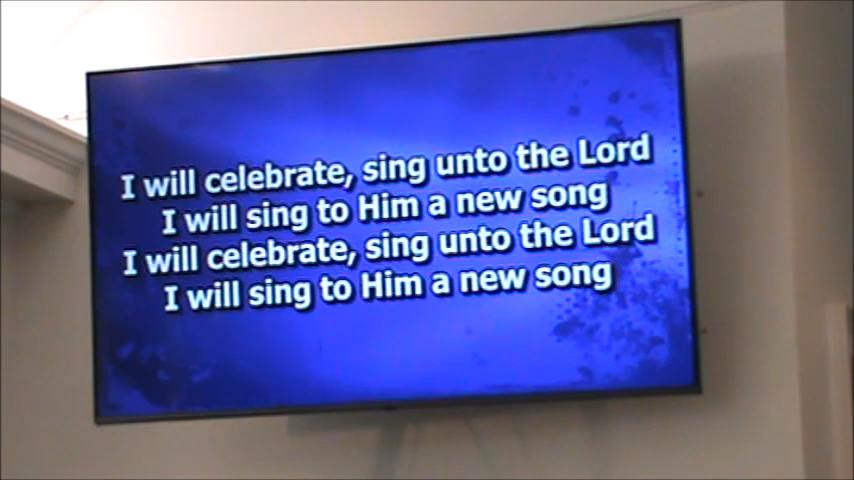 I will celebrate, sing unto the Lord
I will sing to Him a new song
I will celebrate, sing unto the Lord
I will sing to Him a new song